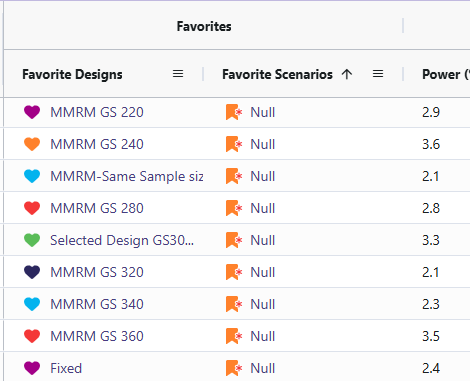 Favorites
Favorite Designs Favorite Scenarios Power (
MMRM GS 220 Null 2.9
MMRM GS 240 Null 3.6
MMRM-Same Sample siz Null 2.1
MMRM GS 280 Null 2.8
Selected Design GS30... Null 3.3
MMRM GS 320 Null 2.1
MMRM GS 340 Null 2.3
MMRM GS 360 Null 3.5
Fixed Null 2.4